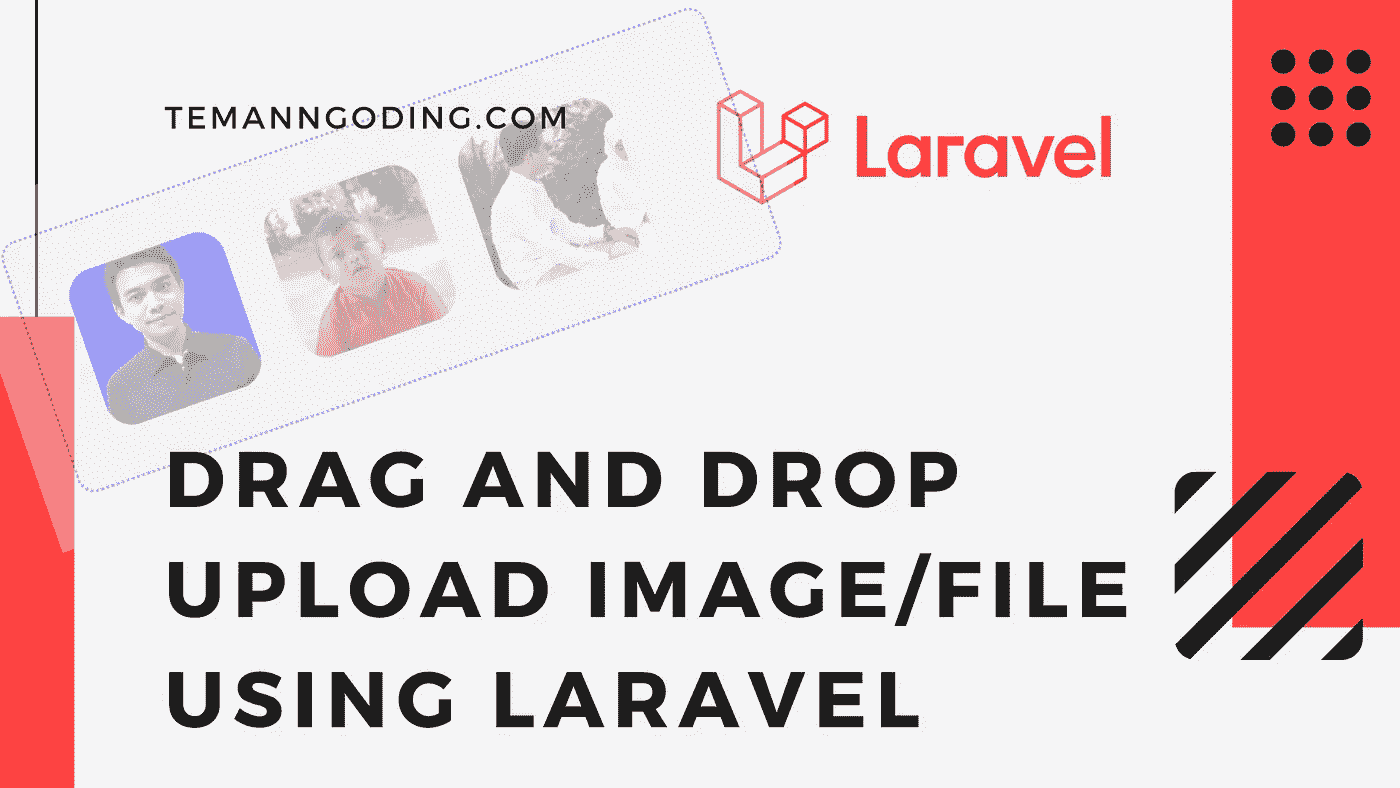 TEMANNGODING.COM
Laravel
DRAG AND DROP
UPLOAD IMAGE/FILE
USING LARAVEL